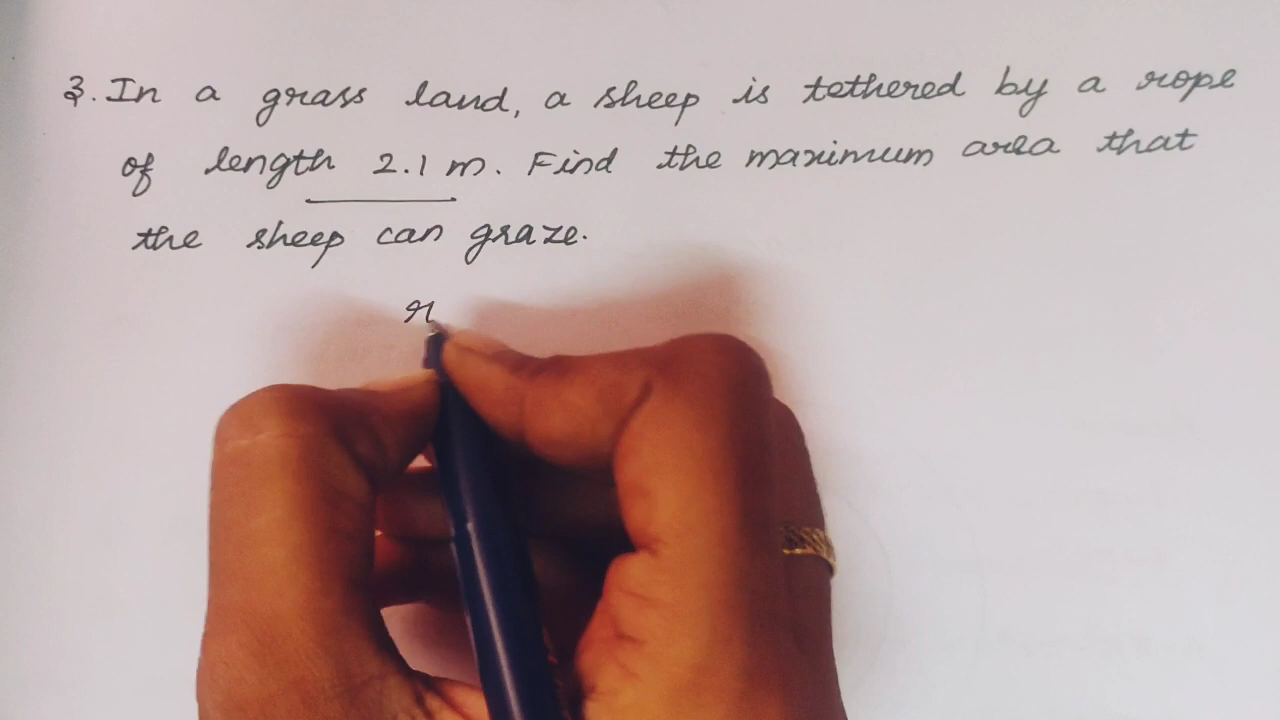 3. In a grass land, a sheep is tethered by a rope
of length 2.1 m. Find the maximum area that
the sheep can graze.
r